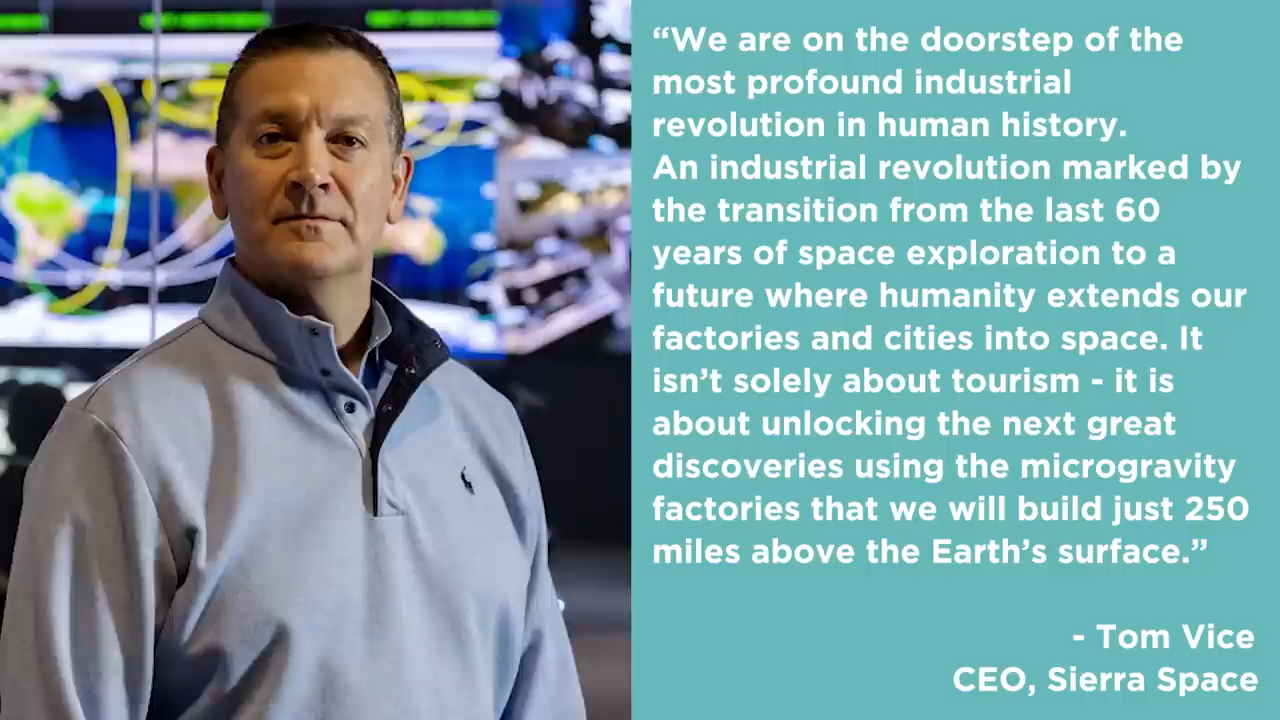 “We are on the doorstep of the
most profound industrial
revolution in human history.
An industrial revolution marked by
the transition from the last 60
years of space exploration to a
future where humanity extends our
factories and cities into space. It
isn’t solely about tourism - it is
about unlocking the next great
discoveries using the microgravity
factories that we will build just 250
miles above the Earth’s surface.”
- Tom Vice
CEO, Sierra Space